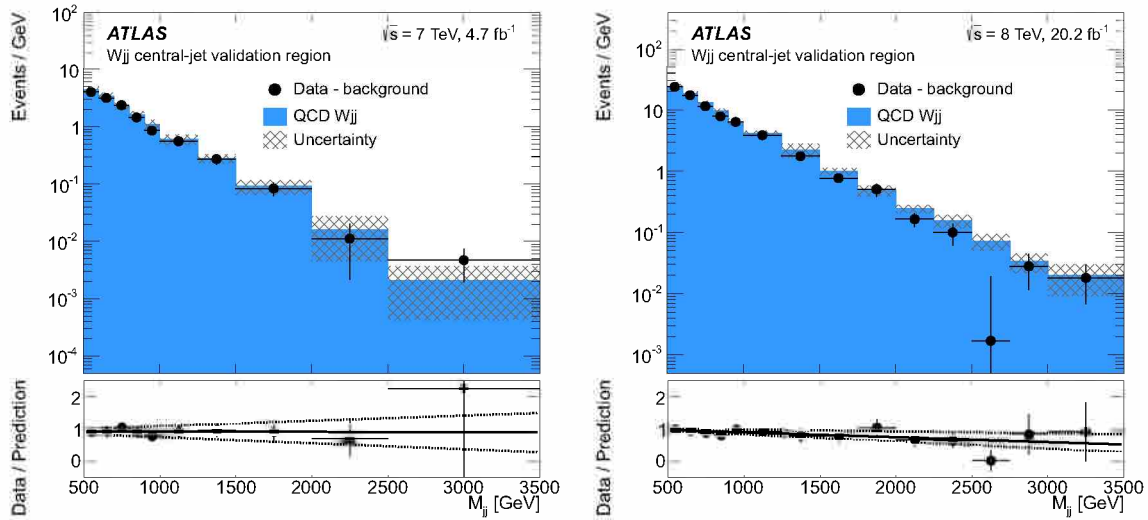 ATLAS
√s = 7 TeV, 4.7 fb⁻¹
Wjj central-jet validation region
Data - background
QCD Wjj
Uncertainty
Events / GeV
10²
10
1
10⁻¹
10⁻²
10⁻³
10⁻⁴
Data / Prediction
2
1
0
500 1000 1500 2000 2500 3000 3500
M_jj [GeV]
ATLAS
√s = 8 TeV, 20.2 fb⁻¹
Wjj central-jet validation region
Data - background
QCD Wjj
Uncertainty
Events / GeV
10²
10
1
10⁻¹
10⁻²
10⁻³
Data / Prediction
2
1
0
500 1000 1500 2000 2500 3000 3500
M_jj [GeV]